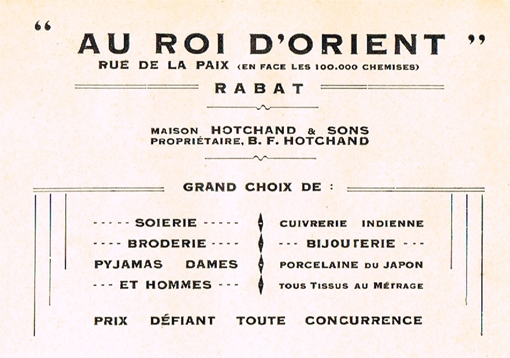 “ AU ROI D’ORIENT ”
RUE DE LA PAIX (EN FACE LES 100.000 CHEMISES)
RABAT
MAISON HOTCHAND & SONS
PROPRIÉTAIRE, B. F. HOTCHAND
GRAND CHOIX DE :
SOIERIE
BRODERIE
PYJAMAS DAMES
ET HOMMES
CUIVRERIE INDIENNE
BIJOUTERIE
PORCELAINE DU JAPON
TOUS TISSUS AU MÉTRAGE
PRIX DÉFIANT TOUTE CONCURRENCE